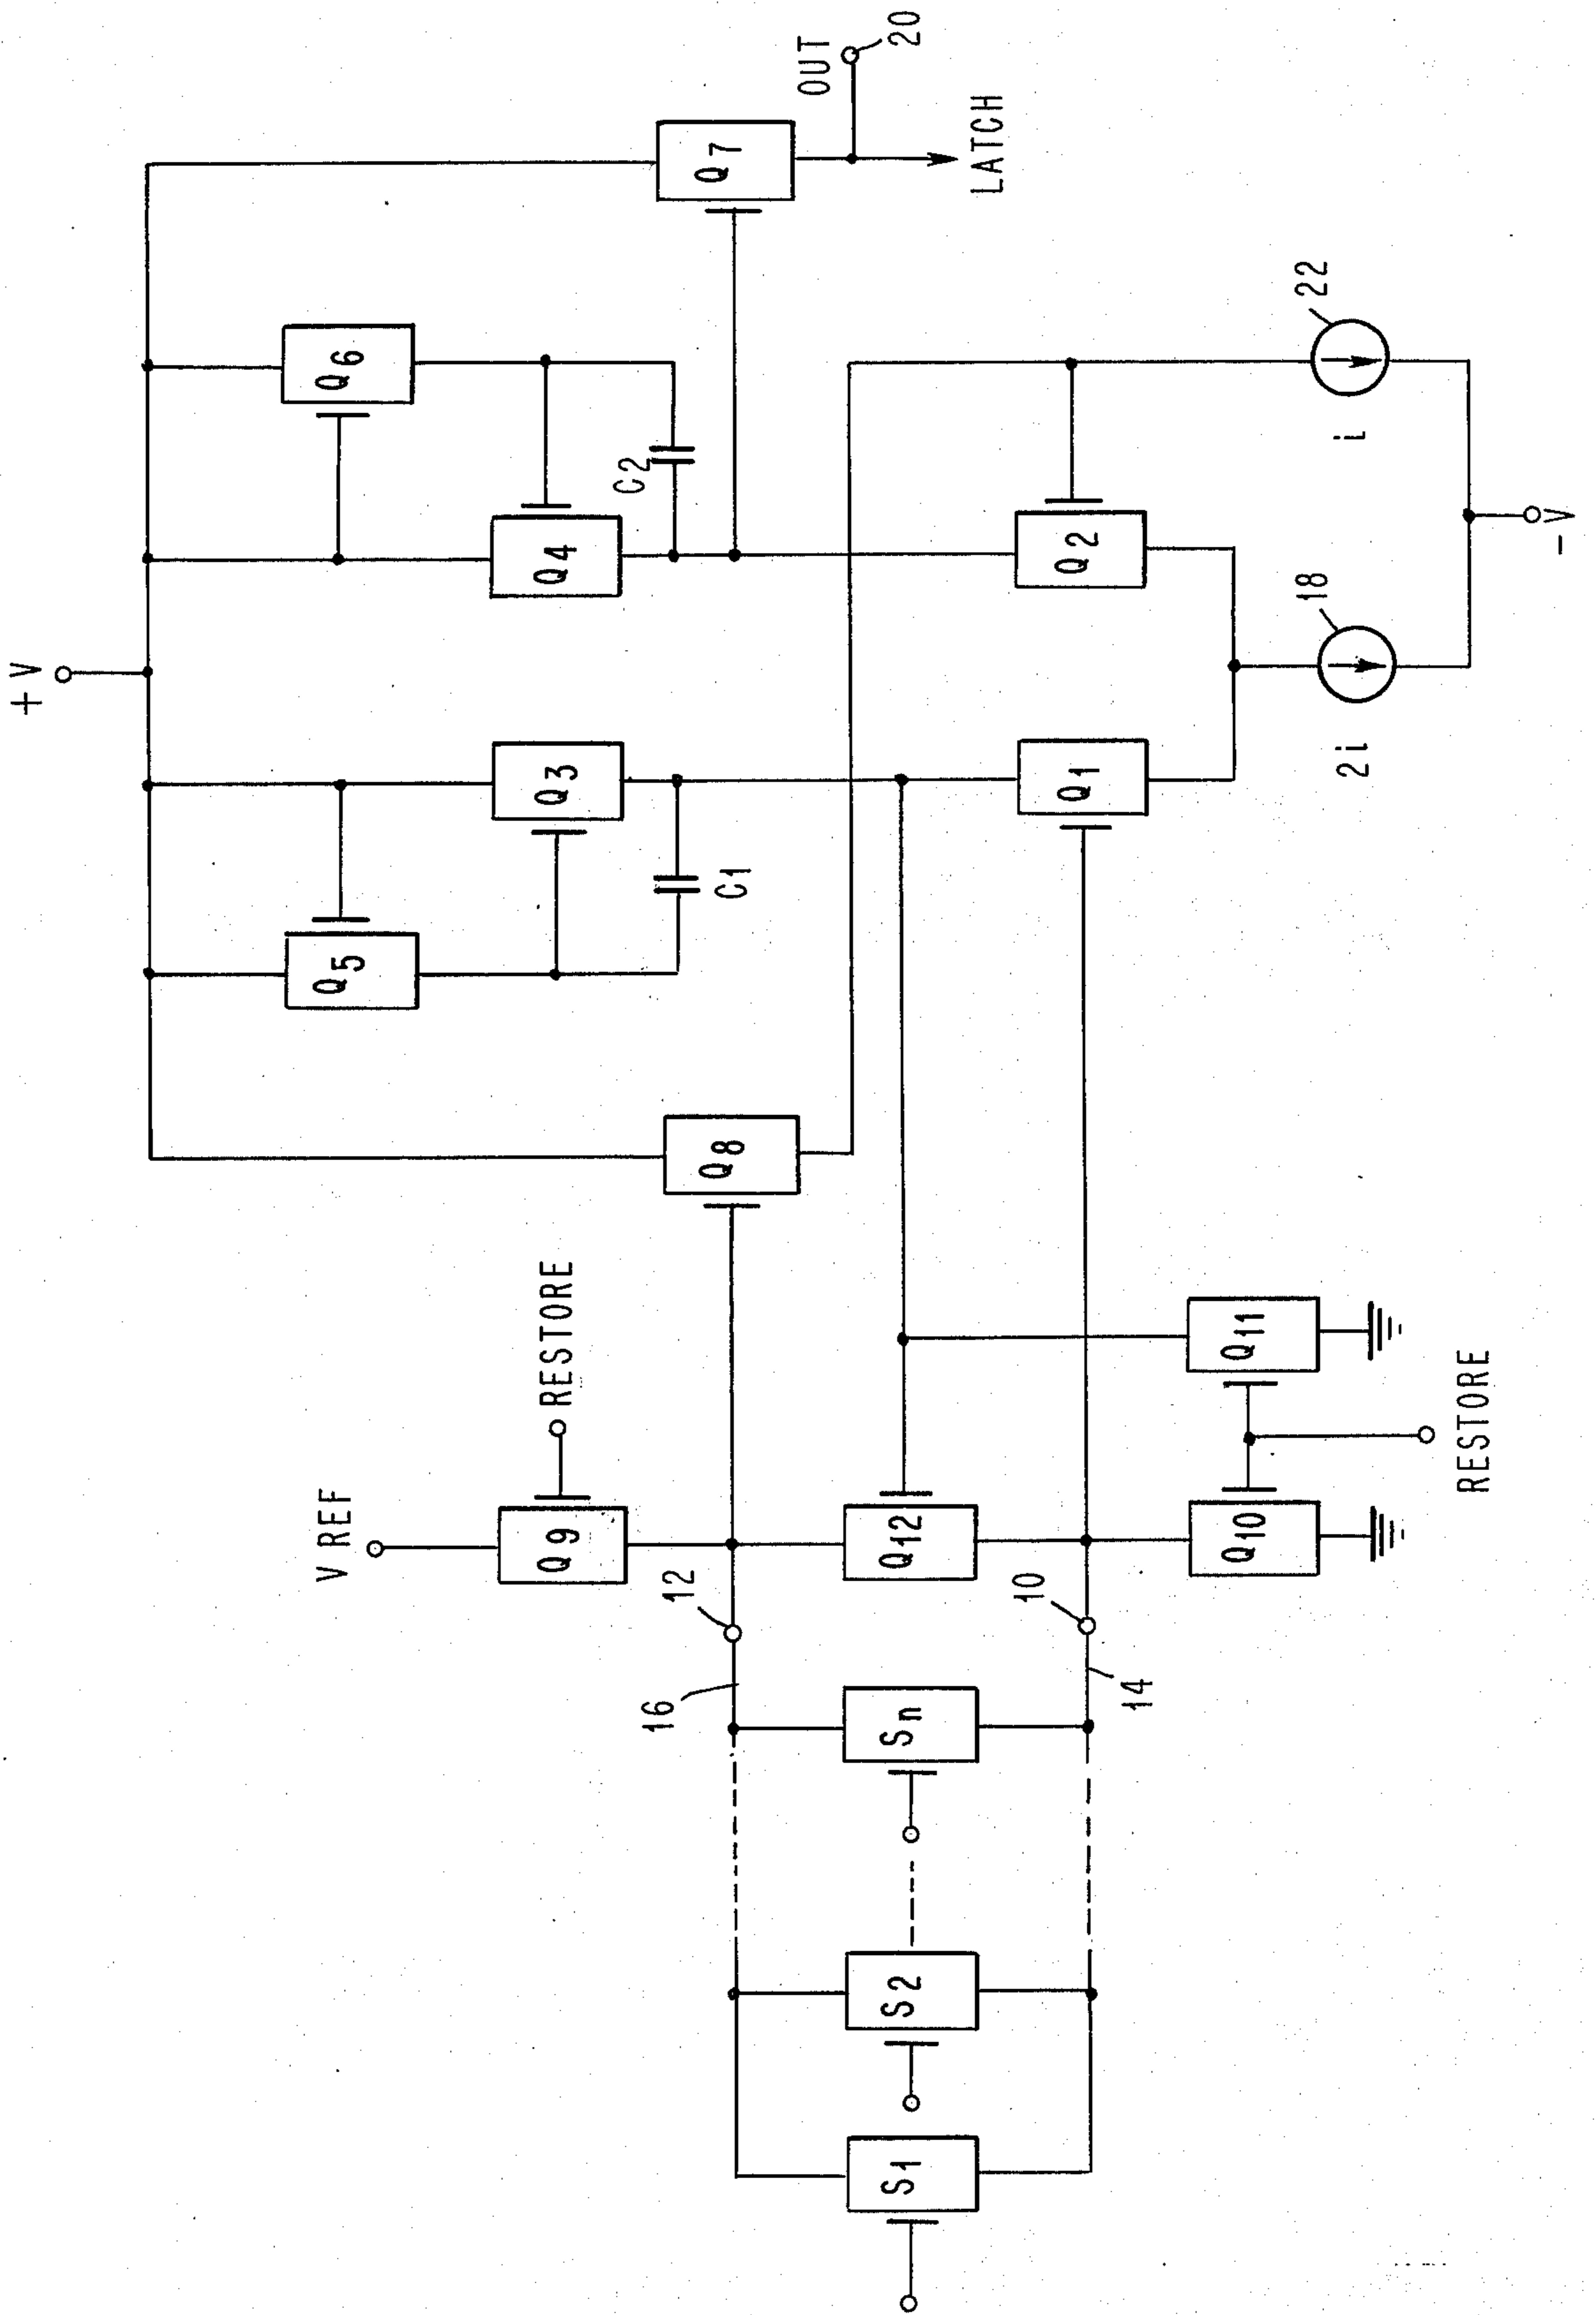 +V
OUT
20
Q6
Q7
LATCH
C2
Q4
Q2
22
i
18
-V
Q3
Q1
2i
Q5
C1
Q8
RESTORE
V REF
Q9
12
Q12
10
Q11
Q10
RESTORE
16
Sn
14
S2
S1